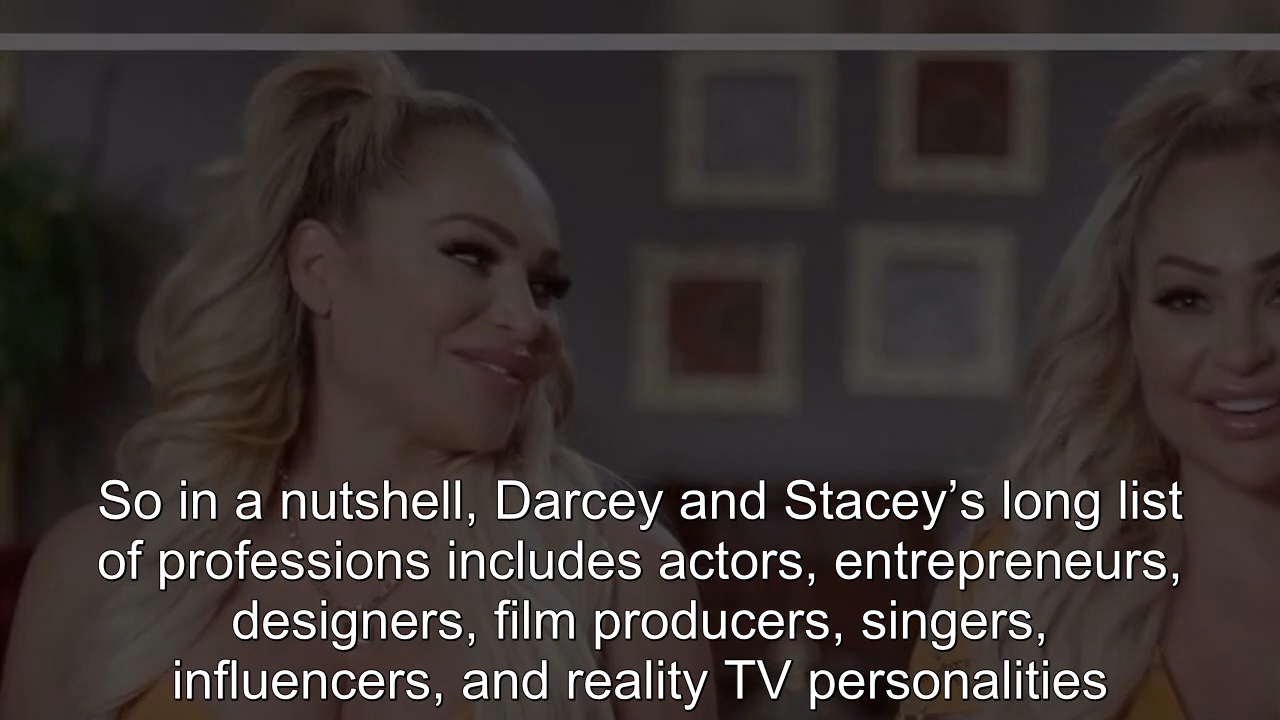 So in a nutshell, Darcey and Stacey’s long list
of professions includes actors, entrepreneurs,
designers, film producers, singers,
influencers, and reality TV personalities